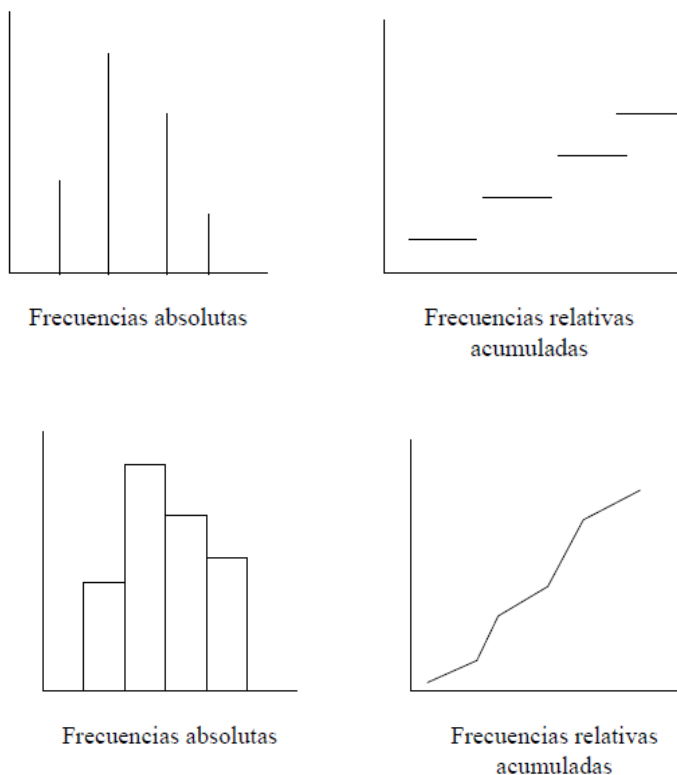 Frecuencias absolutas
Frecuencias relativas
acumuladas
Frecuencias absolutas
Frecuencias relativas
acumuladas